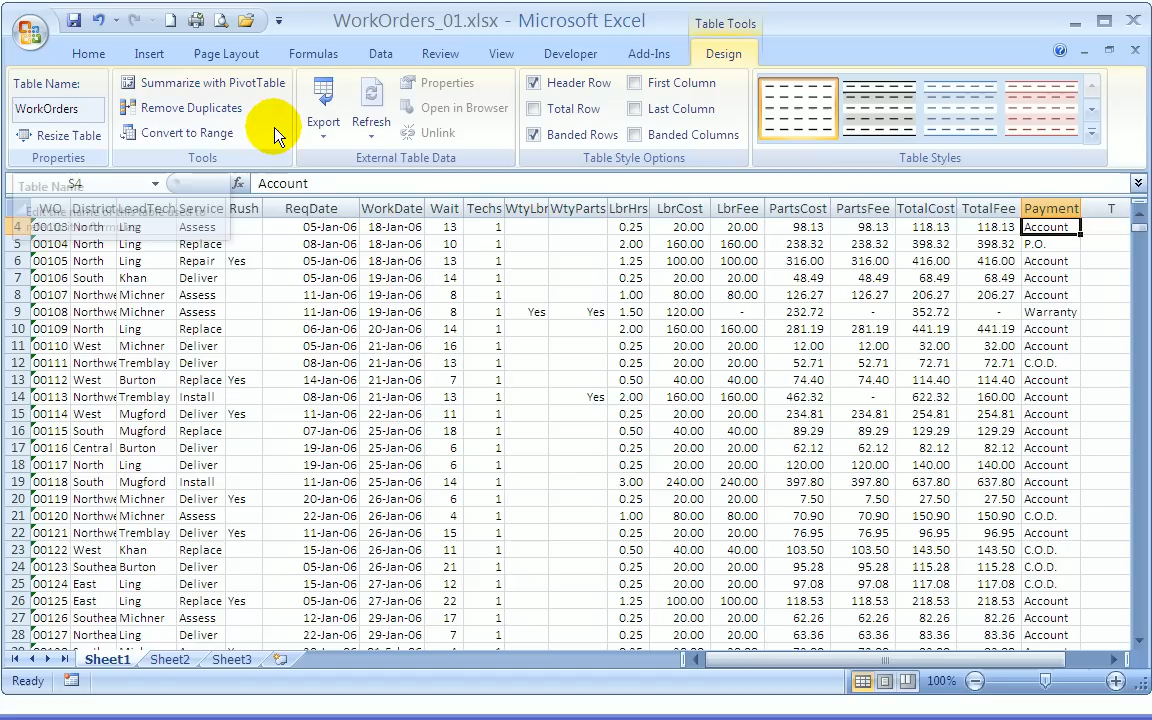 WorkOrders_01.xlsx - Microsoft Excel
Table Tools
Home Insert Page Layout Formulas Data Review View Developer Add-Ins Design
Table Name:
WorkOrders
Resize Table
Properties
Summarize with PivotTable
Remove Duplicates
Convert to Range
Tools
Export
Refresh
Properties
Open in Browser
Unlink
External Table Data
Header Row
Total Row
Banded Rows
First Column
Last Column
Banded Columns
Table Style Options
Table Styles
S4 fx Account
Table Name
Edit the name of this table used to
WO District LeadTech Service Rush ReqDate WorkDate Wait Techs WtyLbr WtyParts LbrHrs LbrCost LbrFee PartsCost PartsFee TotalCost TotalFee Payment T
4 00103 North Ling Assess 05-Jan-06 18-Jan-06 13 1 0.25 20.00 20.00 98.13 98.13 118.13 118.13 Account
5 00104 North Ling Replace 08-Jan-06 18-Jan-06 10 1 2.00 160.00 160.00 238.32 238.32 398.32 398.32 P.O.
6 00105 North Ling Repair Yes 05-Jan-06 18-Jan-06 13 1 1.25 100.00 100.00 316.00 316.00 416.00 416.00 Account
7 00106 South Khan Deliver 05-Jan-06 19-Jan-06 14 1 0.25 20.00 20.00 48.49 48.49 68.49 68.49 Account
8 00107 Northwe Michner Assess 11-Jan-06 19-Jan-06 8 1 1.00 80.00 80.00 126.27 126.27 206.27 206.27 Account
9 00108 Northwe Michner Assess 11-Jan-06 19-Jan-06 8 1 Yes Yes 1.50 120.00 - 232.72 - 352.72 - Warranty
10 00109 North Ling Replace 06-Jan-06 20-Jan-06 14 1 2.00 160.00 160.00 281.19 281.19 441.19 441.19 Account
11 00110 West Michner Deliver 05-Jan-06 21-Jan-06 16 1 0.25 20.00 20.00 12.00 12.00 32.00 32.00 Account
12 00111 Northwe Tremblay Deliver 08-Jan-06 21-Jan-06 13 1 0.25 20.00 20.00 52.71 52.71 72.71 72.71 C.O.D.
13 00112 West Burton Replace Yes 14-Jan-06 21-Jan-06 7 1 0.50 40.00 40.00 74.40 74.40 114.40 114.40 Account
14 00113 Northwe Tremblay Install 08-Jan-06 21-Jan-06 13 1 Yes 2.00 160.00 160.00 462.32 - 622.32 160.00 Account
15 00114 West Mugford Deliver Yes 11-Jan-06 22-Jan-06 11 1 0.25 20.00 20.00 234.81 234.81 254.81 254.81 Account
16 00115 South Mugford Replace 07-Jan-06 25-Jan-06 18 1 0.50 40.00 40.00 89.29 89.29 129.29 129.29 Account
17 00116 Central Burton Deliver 19-Jan-06 25-Jan-06 6 1 0.25 20.00 20.00 62.12 62.12 82.12 82.12 Account
18 00117 North Ling Deliver 19-Jan-06 25-Jan-06 6 1 0.25 20.00 20.00 120.00 120.00 140.00 140.00 Account
19 00118 South Mugford Install 11-Jan-06 25-Jan-06 14 1 3.00 240.00 240.00 397.80 397.80 637.80 637.80 Account
20 00119 Northwe Michner Deliver Yes 20-Jan-06 26-Jan-06 6 1 0.25 20.00 20.00 7.50 7.50 27.50 27.50 Account
21 00120 Northwe Michner Assess 22-Jan-06 26-Jan-06 4 1 1.00 80.00 80.00 70.90 70.90 150.90 150.90 C.O.D.
22 00121 Northwe Tremblay Deliver Yes 11-Jan-06 26-Jan-06 15 1 0.25 20.00 20.00 76.95 76.95 96.95 96.95 Account
23 00122 West Khan Replace 15-Jan-06 26-Jan-06 11 1 0.50 40.00 40.00 103.50 103.50 143.50 143.50 C.O.D.
24 00123 Southea Burton Deliver 05-Jan-06 26-Jan-06 21 1 0.25 20.00 20.00 95.28 95.28 115.28 115.28 C.O.D.
25 00124 East Ling Deliver 15-Jan-06 27-Jan-06 12 1 0.25 20.00 20.00 97.08 97.08 117.08 117.08 C.O.D.
26 00125 East Ling Replace Yes 05-Jan-06 27-Jan-06 22 1 1.25 100.00 100.00 118.53 118.53 218.53 218.53 Account
27 00126 Southea Michner Assess 12-Jan-06 29-Jan-06 17 1 0.25 20.00 20.00 62.26 62.26 82.26 82.26 Account
28 00127 Northea Ling Deliver 22-Jan-06 29-Jan-06 7 1 0.25 20.00 20.00 63.36 63.36 83.36 83.36 Account
Sheet1 Sheet2 Sheet3
Ready 100%